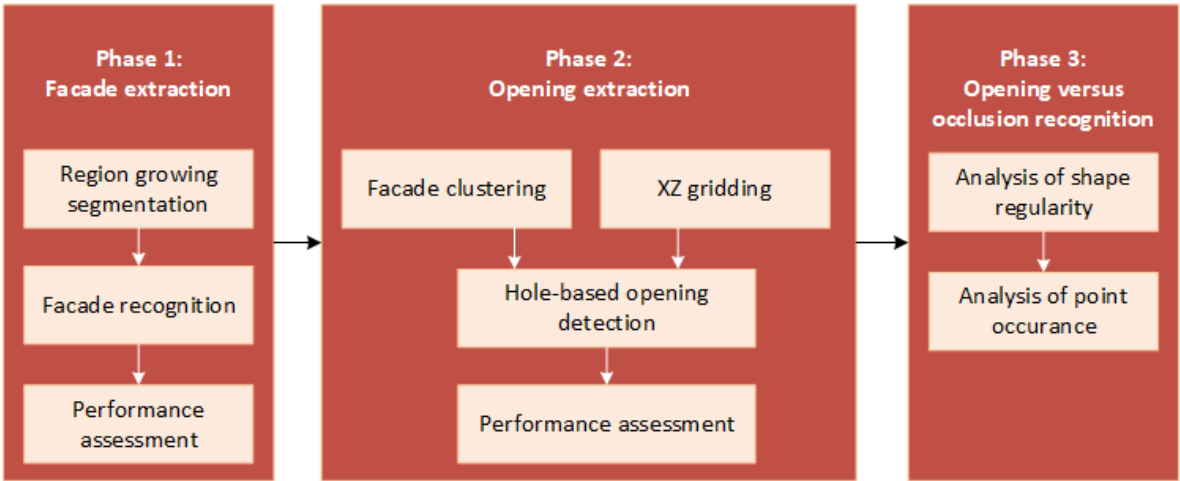 Phase 1:
Facade extraction
Region growing
segmentation
Facade recognition
Performance
assessment
Phase 2:
Opening extraction
Facade clustering
XZ gridding
Hole-based opening
detection
Performance assessment
Phase 3:
Opening versus
occlusion recognition
Analysis of shape
regularity
Analysis of point
occurance